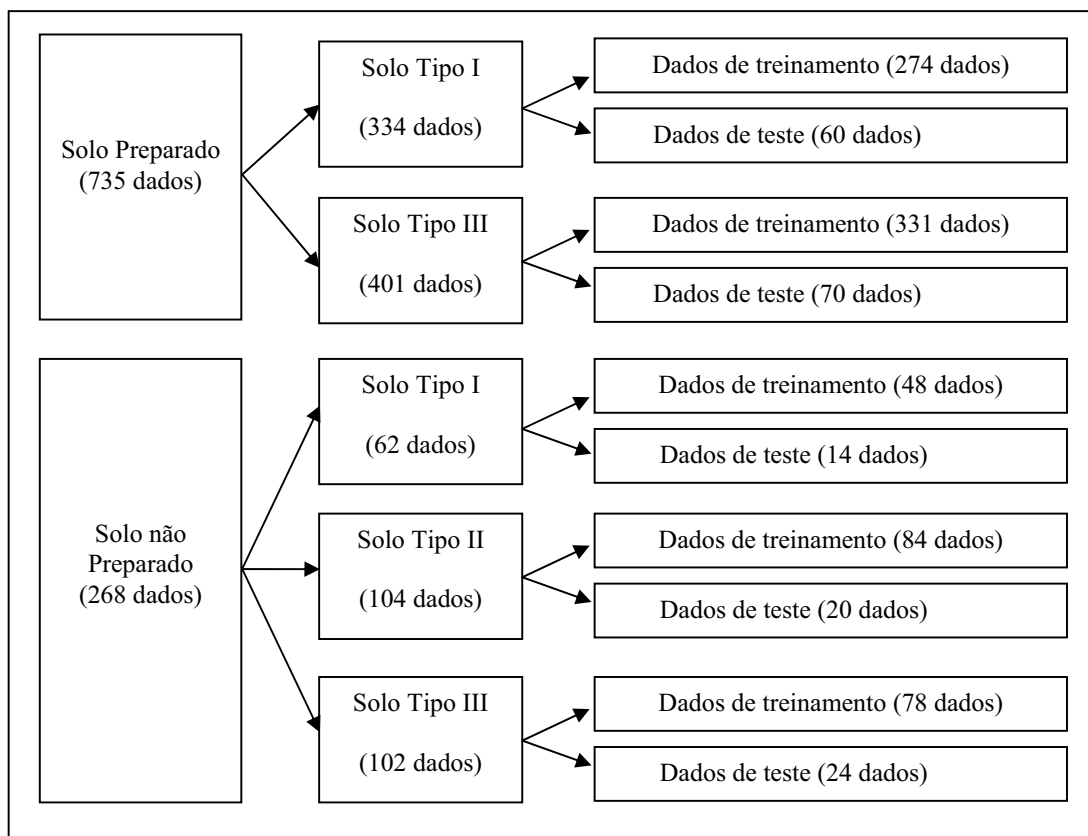 Solo Preparado
(735 dados)
Solo Tipo I
(334 dados)
Dados de treinamento (274 dados)
Dados de teste (60 dados)
Solo Tipo III
(401 dados)
Dados de treinamento (331 dados)
Dados de teste (70 dados)
Solo não
Preparado
(268 dados)
Solo Tipo I
(62 dados)
Dados de treinamento (48 dados)
Dados de teste (14 dados)
Solo Tipo II
(104 dados)
Dados de treinamento (84 dados)
Dados de teste (20 dados)
Solo Tipo III
(102 dados)
Dados de treinamento (78 dados)
Dados de teste (24 dados)